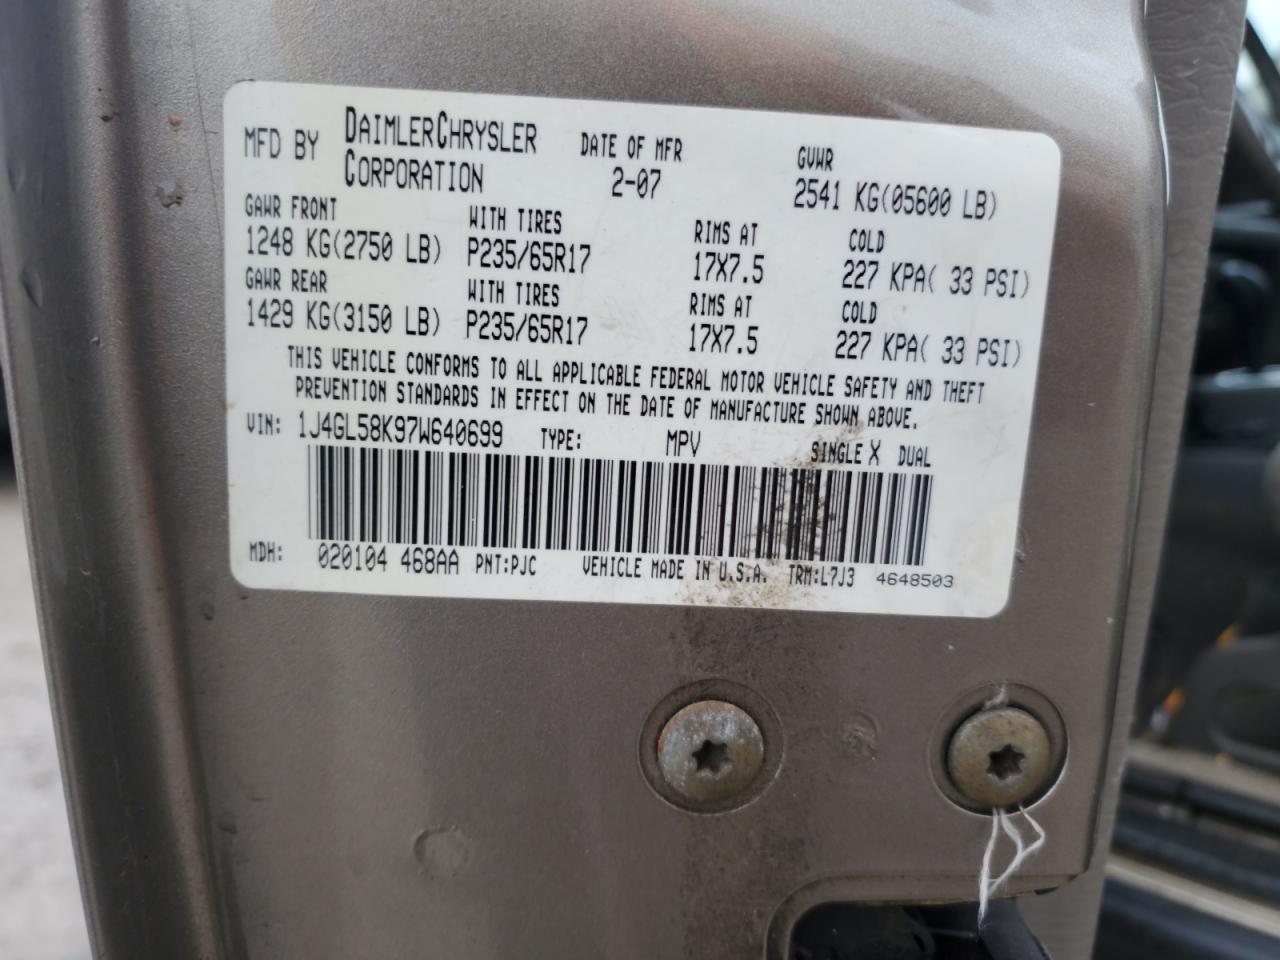 MFD BY DAIMLERCHRYSLER CORPORATION DATE OF MFR 2-07 GVWR 2541 KG(05600 LB)
GAWR FRONT WITH TIRES RIMS AT COLD
1248 KG(2750 LB) P235/65R17 17X7.5 227 KPA( 33 PSI)
GAWR REAR WITH TIRES RIMS AT COLD
1429 KG(3150 LB) P235/65R17 17X7.5 227 KPA( 33 PSI)
THIS VEHICLE CONFORMS TO ALL APPLICABLE FEDERAL MOTOR VEHICLE SAFETY AND THEFT
PREVENTION STANDARDS IN EFFECT ON THE DATE OF MANUFACTURE SHOWN ABOVE.
VIN: 1J4GL58K97W640699 TYPE: MPV SINGLE X DUAL
MDH: 020104 468AA PNT:PJC VEHICLE MADE IN U.S.A. TRM:L7J3 4648503